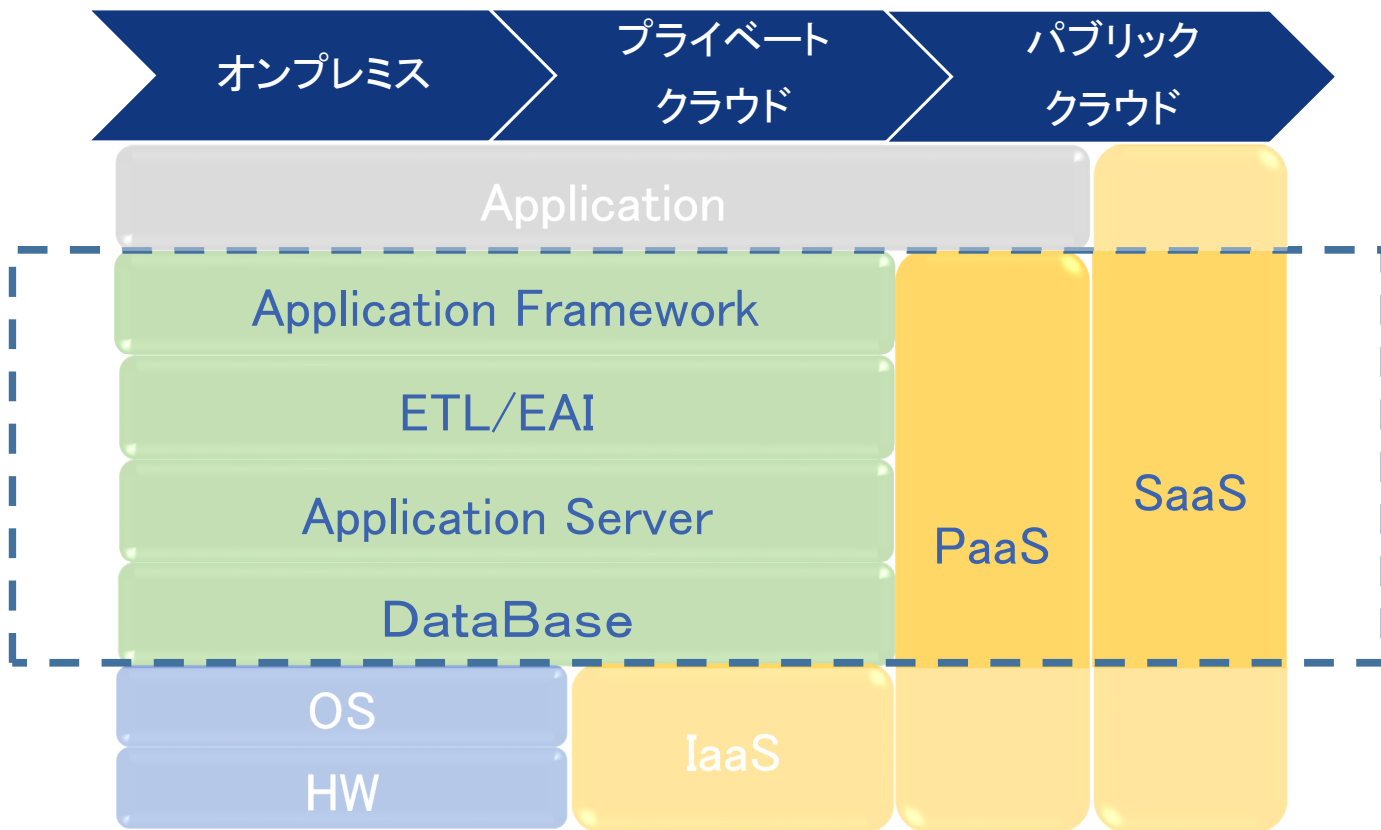 オンプレミス
プライベート
クラウド
パブリック
クラウド
Application
Application Framework
ETL/EAI
Application Server
DataBase
PaaS
SaaS
OS
HW
IaaS